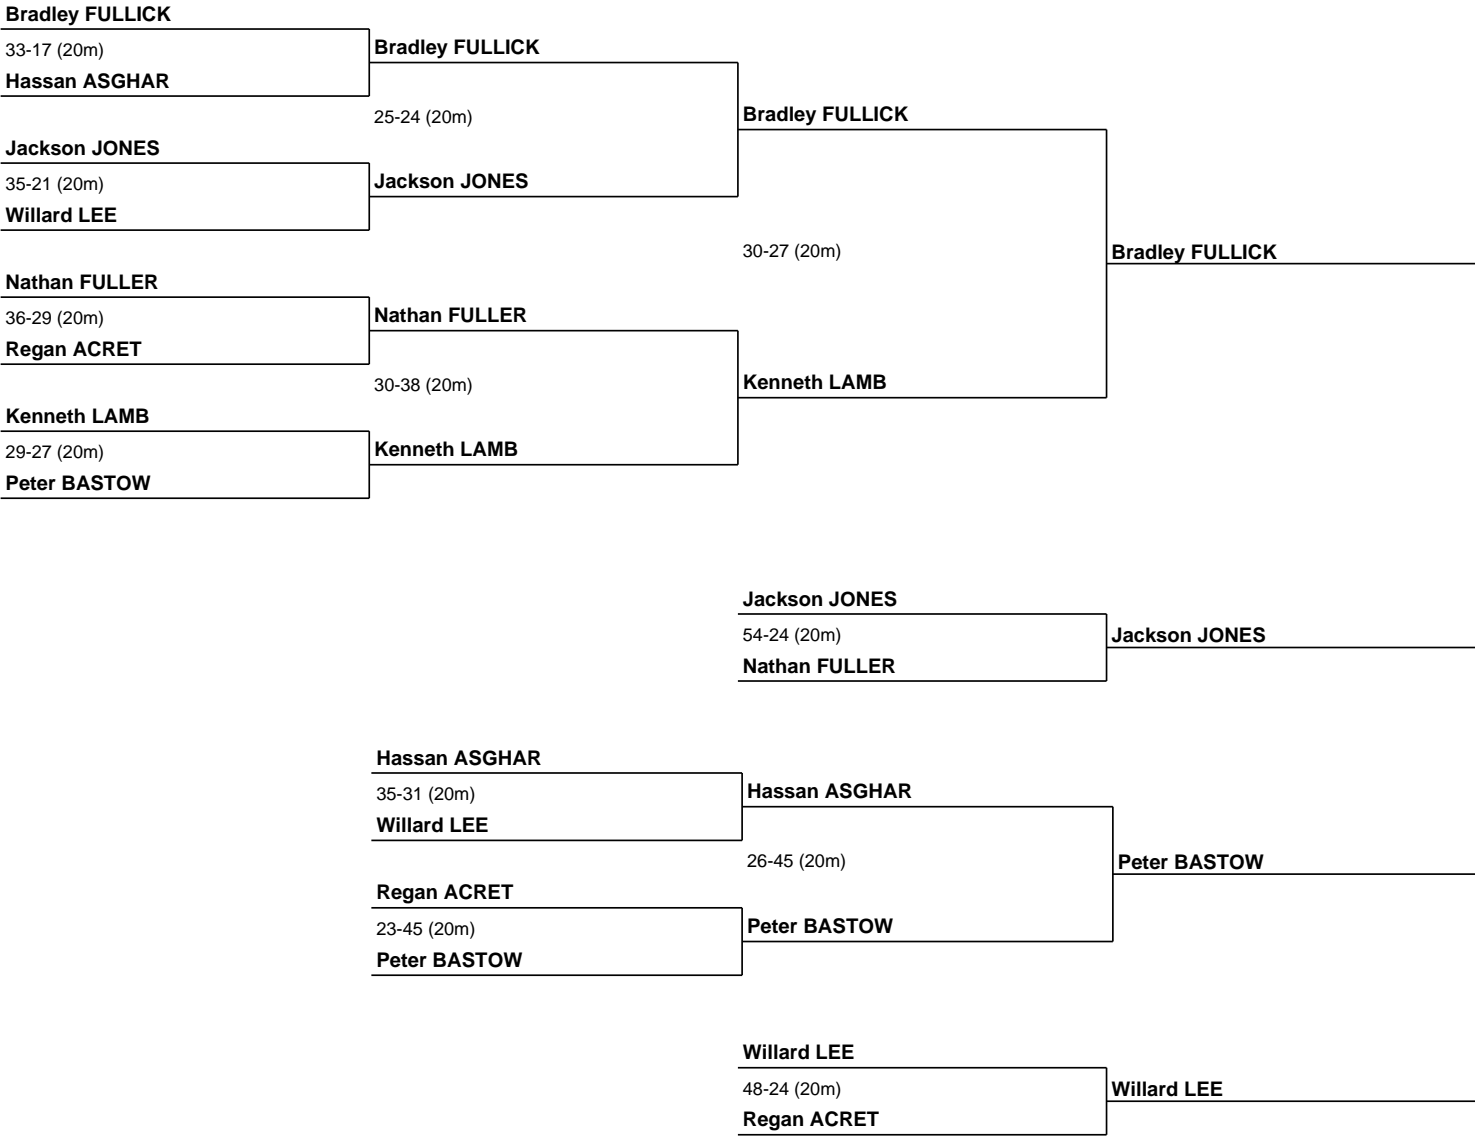 Bradley FULLICK
33-17 (20m)
Hassan ASGHAR
Bradley FULLICK
25-24 (20m)
Jackson JONES
35-21 (20m)
Willard LEE
Jackson JONES
Bradley FULLICK
30-27 (20m)
Bradley FULLICK
Nathan FULLER
36-29 (20m)
Regan ACRET
Nathan FULLER
30-38 (20m)
Kenneth LAMB
Kenneth LAMB
29-27 (20m)
Peter BASTOW
Kenneth LAMB
Jackson JONES
54-24 (20m)
Nathan FULLER
Jackson JONES
Hassan ASGHAR
35-31 (20m)
Willard LEE
Hassan ASGHAR
26-45 (20m)
Peter BASTOW
Regan ACRET
23-45 (20m)
Peter BASTOW
Peter BASTOW
Willard LEE
48-24 (20m)
Regan ACRET
Willard LEE